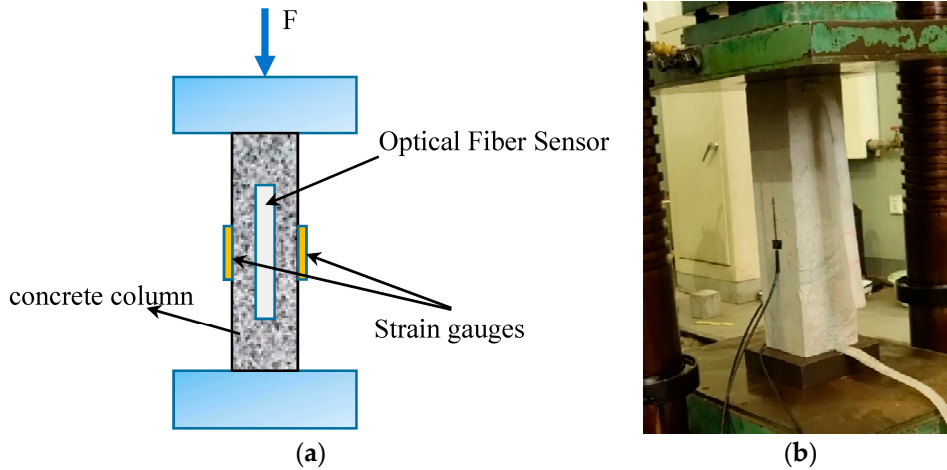 F
Optical Fiber Sensor
concrete column
Strain gauges
(a)
(b)